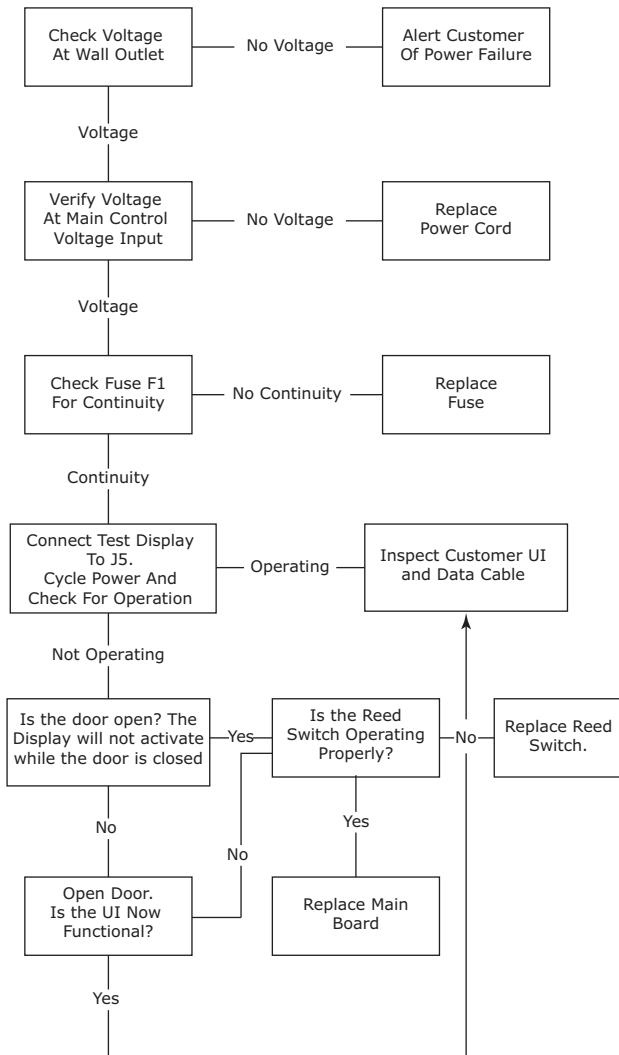 Check Voltage
At Wall Outlet
No Voltage
Alert Customer
Of Power Failure
Voltage
Verify Voltage
At Main Control
Voltage Input
No Voltage
Replace
Power Cord
Voltage
Check Fuse F1
For Continuity
No Continuity
Replace
Fuse
Continuity
Connect Test Display
To J5.
Cycle Power And
Check For Operation
Operating
Inspect Customer UI
and Data Cable
Not Operating
Is the door open? The
Display will not activate
while the door is closed
Yes
Is the Reed
Switch Operating
Properly?
No
Replace Reed
Switch.
No
No
Yes
Open Door.
Is the UI Now
Functional?
Replace Main
Board
Yes